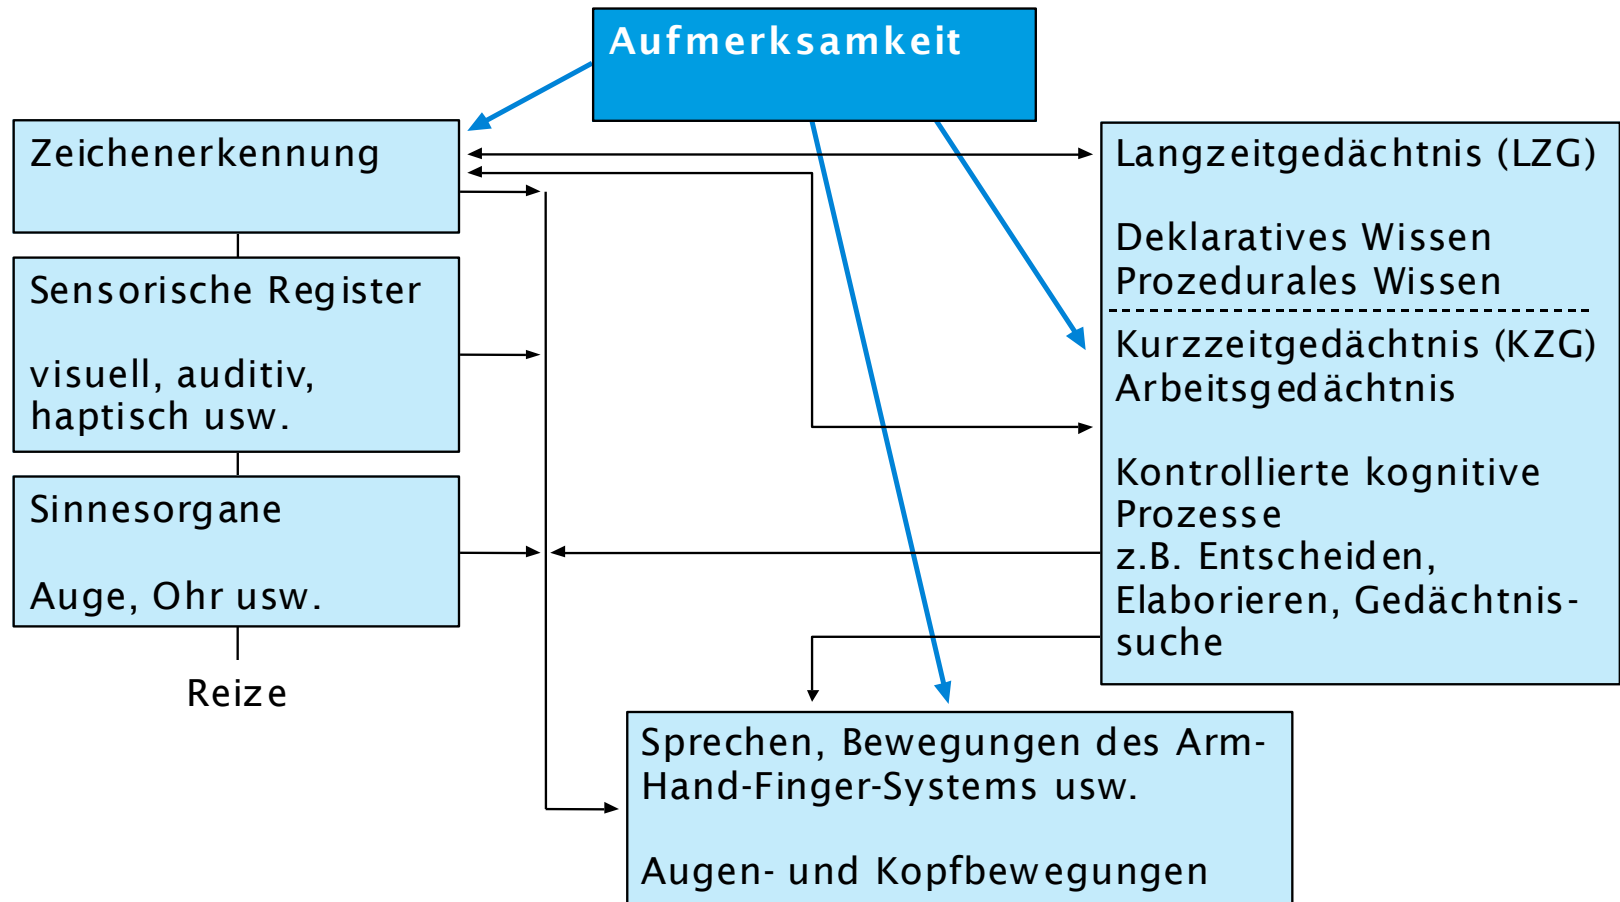 Aufmerksamkeit
Zeichenerkennung
Sensorische Register
visuell, auditiv,
haptisch usw.
Sinnesorgane
Auge, Ohr usw.
Reize
Langzeitgedächtnis (LZG)
Deklaratives Wissen
Prozedurales Wissen
Kurzzeitgedächtnis (KZG)
Arbeitsgedächtnis
Kontrollierte kognitive
Prozesse
z.B. Entscheiden,
Elaborieren, Gedächtnis-
suche
Sprechen, Bewegungen des Arm-
Hand-Finger-Systems usw.
Augen- und Kopfbewegungen